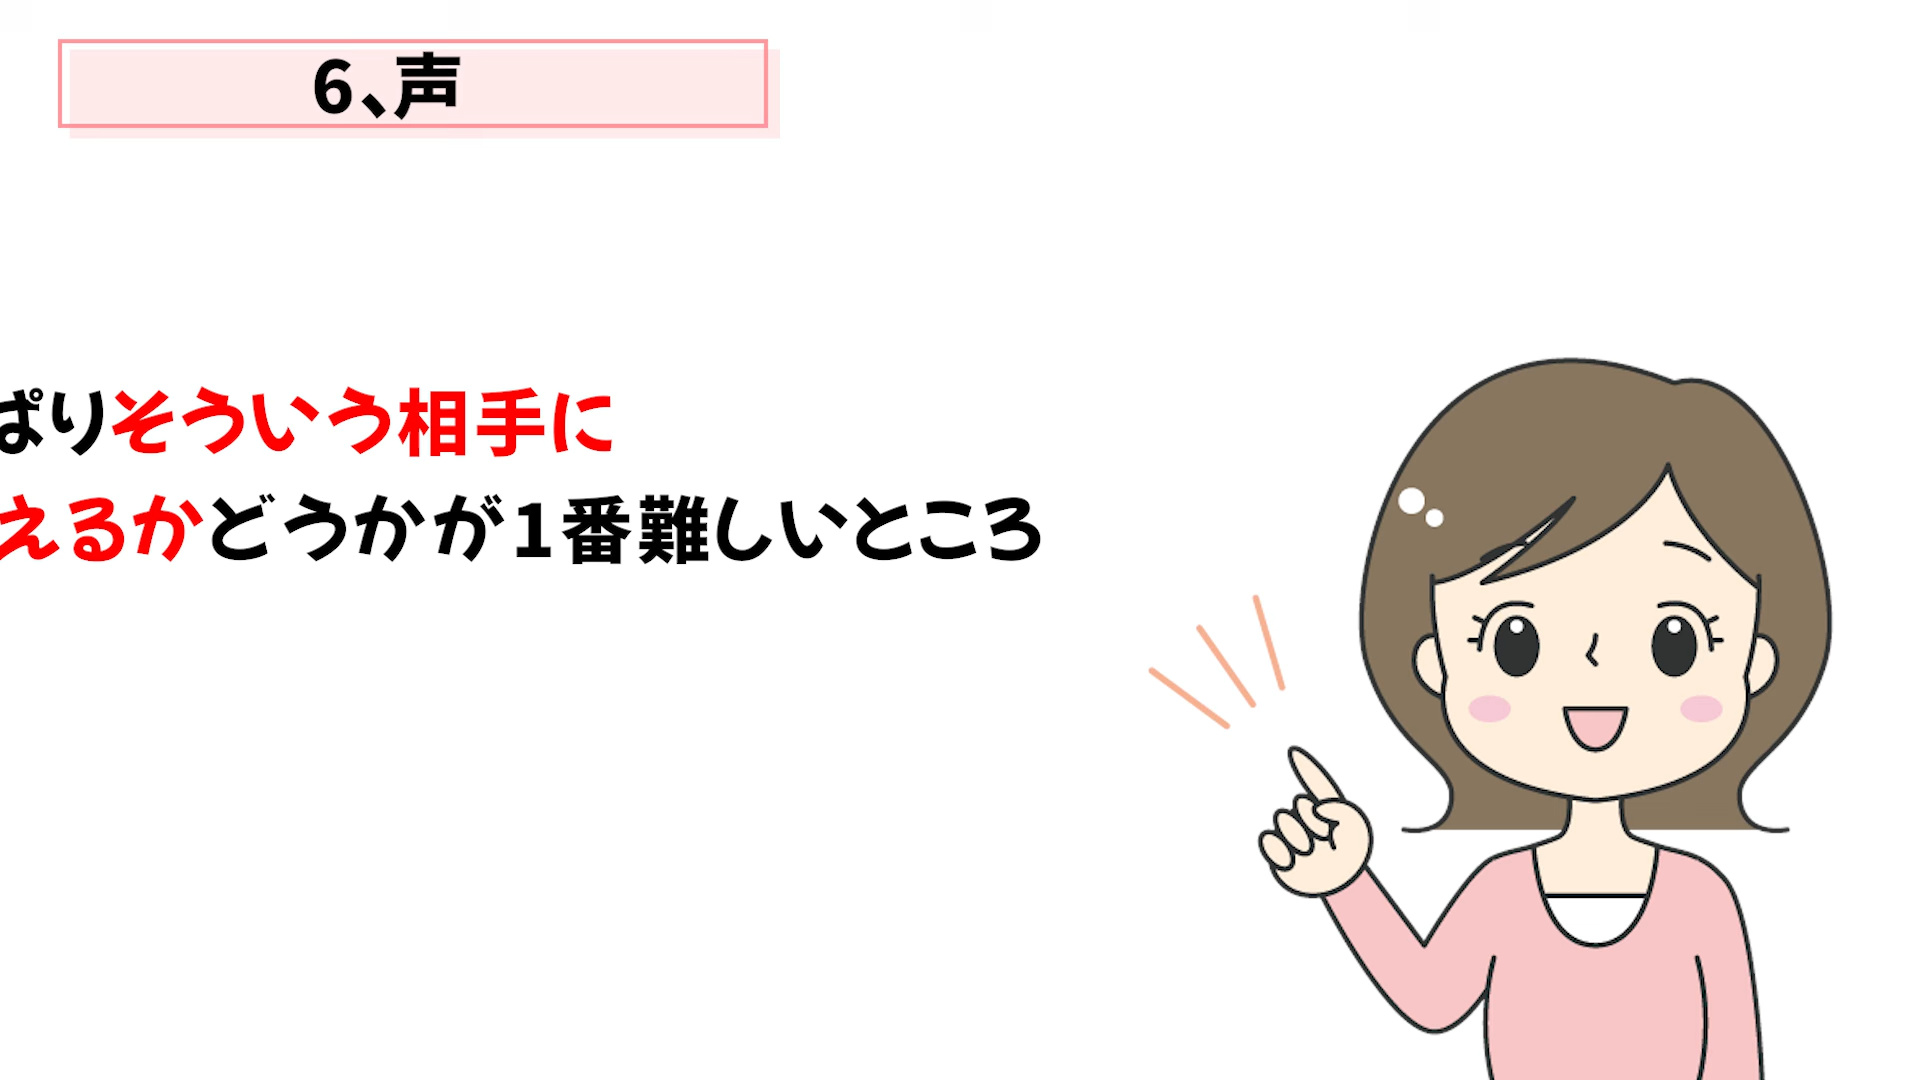 6、声
ぱりそういう相手に
えるかどうかが1番難しいところ